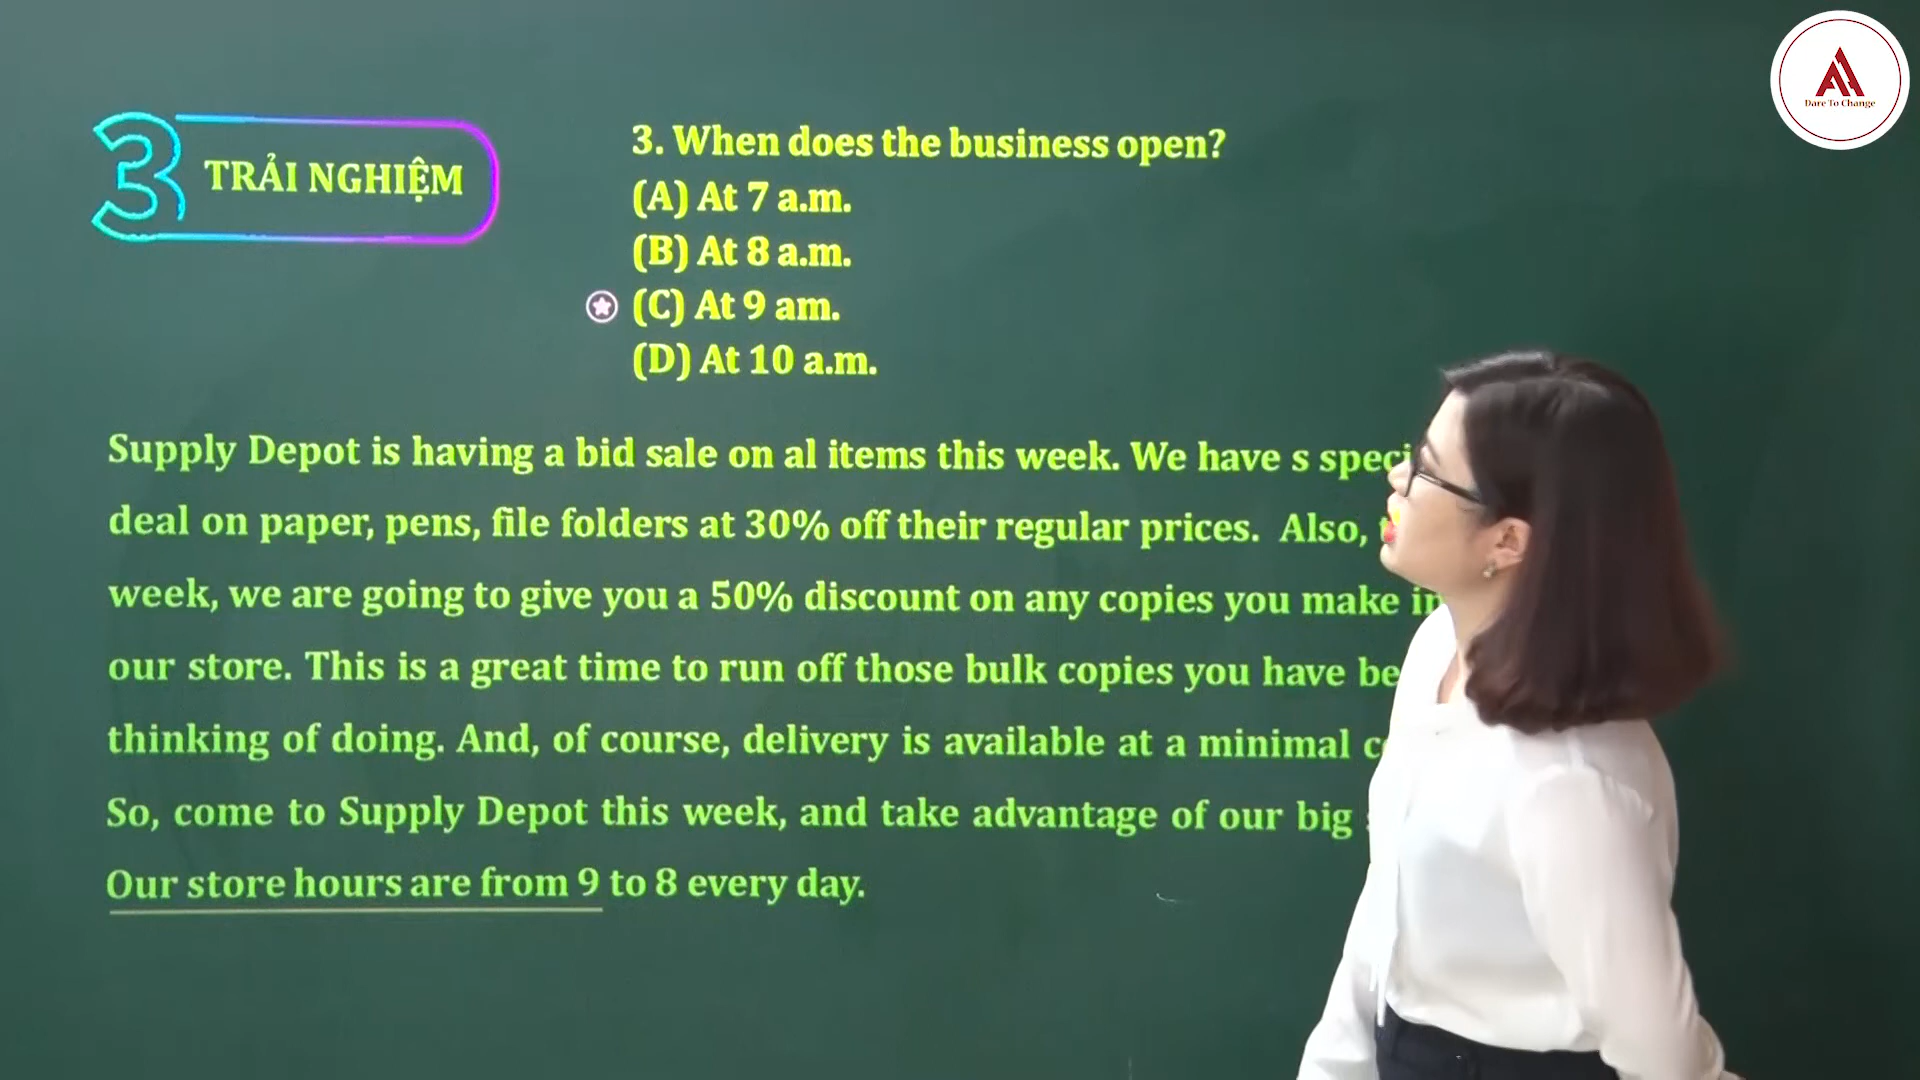 Dare To Change
3
TRẢI NGHIỆM
3. When does the business open?
(A) At 7 a.m.
(B) At 8 a.m.
(C) At 9 am.
(D) At 10 a.m.
Supply Depot is having a bid sale on al items this week. We have s
deal on paper, pens, file folders at 30% off their regular prices. Also,
week, we are going to give you a 50% discount on any copies you make
our store. This is a great time to run off those bulk copies you have
thinking of doing. And, of course, delivery is available at a minimal
So, come to Supply Depot this week, and take advantage of our big
Our store hours are from 9 to 8 every day.